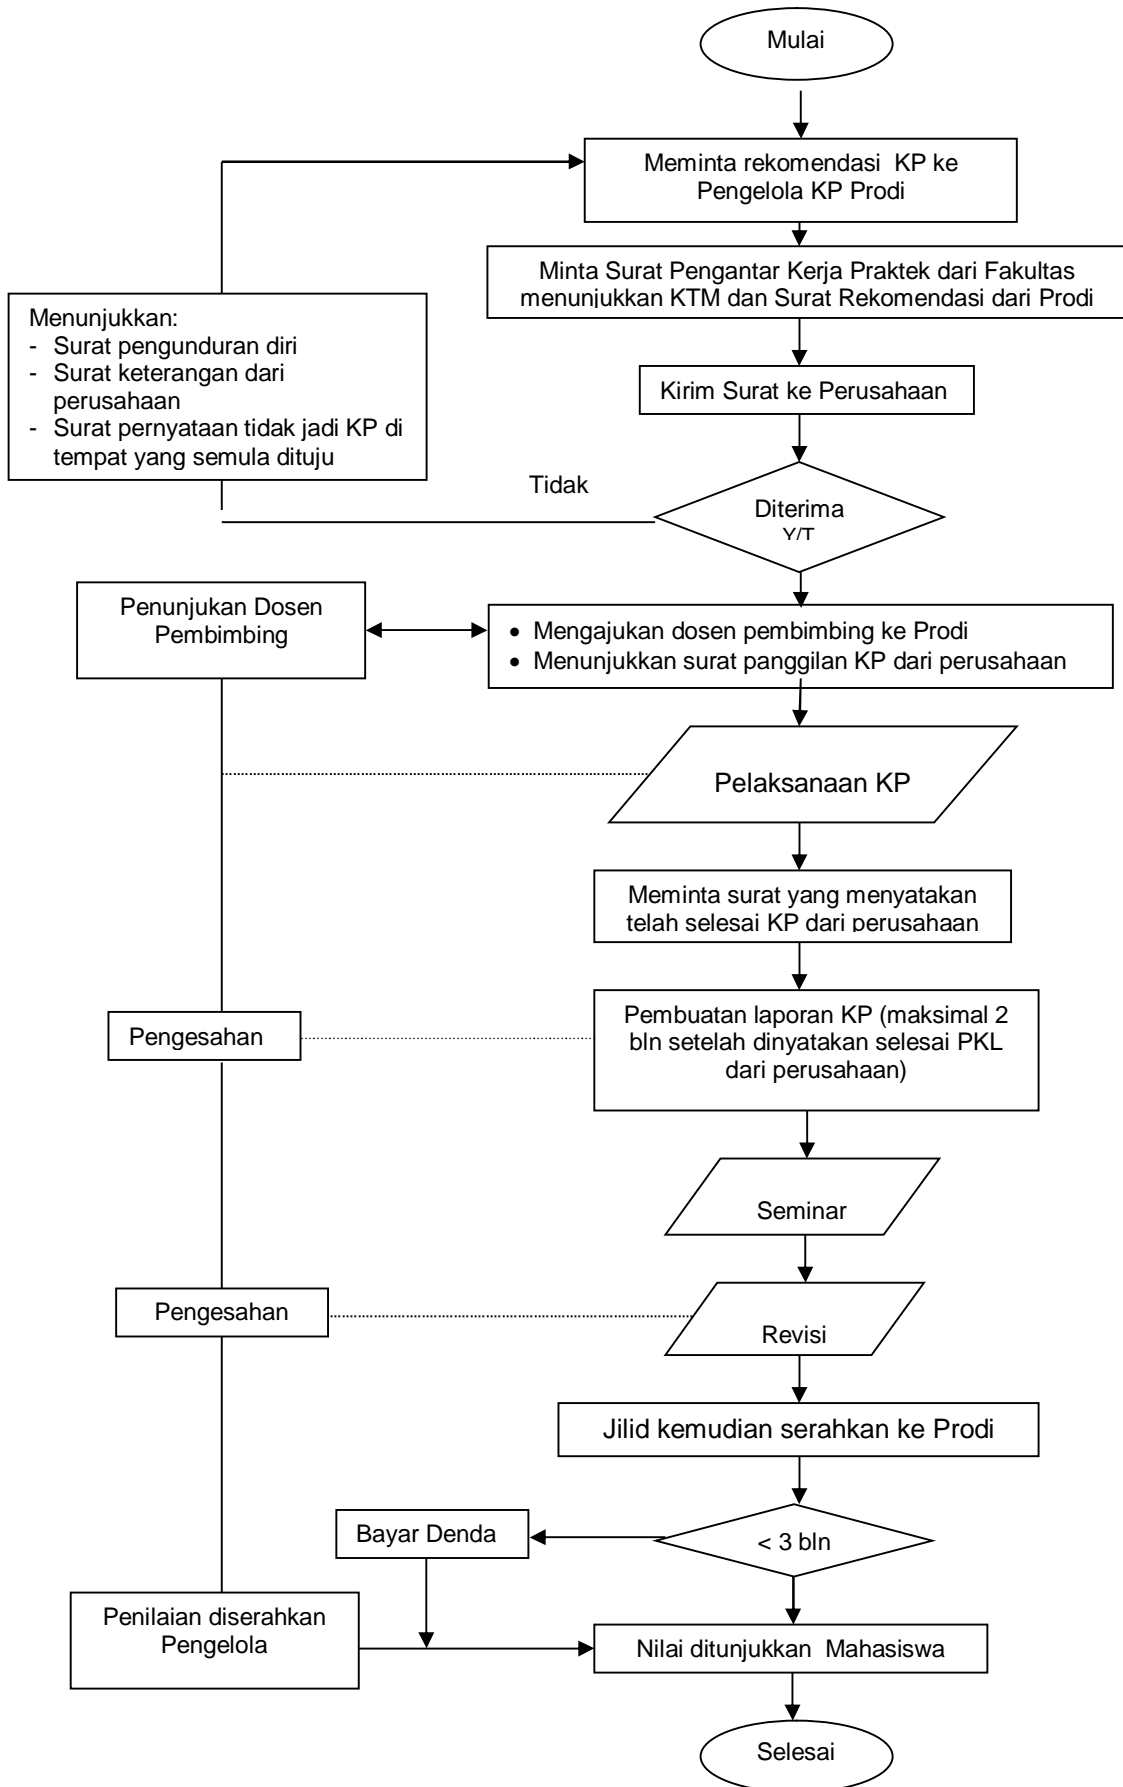 Mulai
Meminta rekomendasi KP ke
Pengelola KP Prodi
Minta Surat Pengantar Kerja Praktek dari Fakultas
menunjukkan KTM dan Surat Rekomendasi dari Prodi
Menunjukkan:
- Surat pengunduran diri
- Surat keterangan dari
perusahaan
- Surat pernyataan tidak jadi KP di
tempat yang semula dituju
Kirim Surat ke Perusahaan
Tidak
Diterima
Y/T
Penunjukan Dosen
Pembimbing
• Mengajukan dosen pembimbing ke Prodi
• Menunjukkan surat panggilan KP dari perusahaan
Pelaksanaan KP
Meminta surat yang menyatakan
telah selesai KP dari perusahaan
Pengesahan
Pembuatan laporan KP (maksimal 2
bln setelah dinyatakan selesai PKL
dari perusahaan)
Seminar
Pengesahan
Revisi
Jilid kemudian serahkan ke Prodi
Bayar Denda
< 3 bln
Penilaian diserahkan
Pengelola
Nilai ditunjukkan Mahasiswa
Selesai